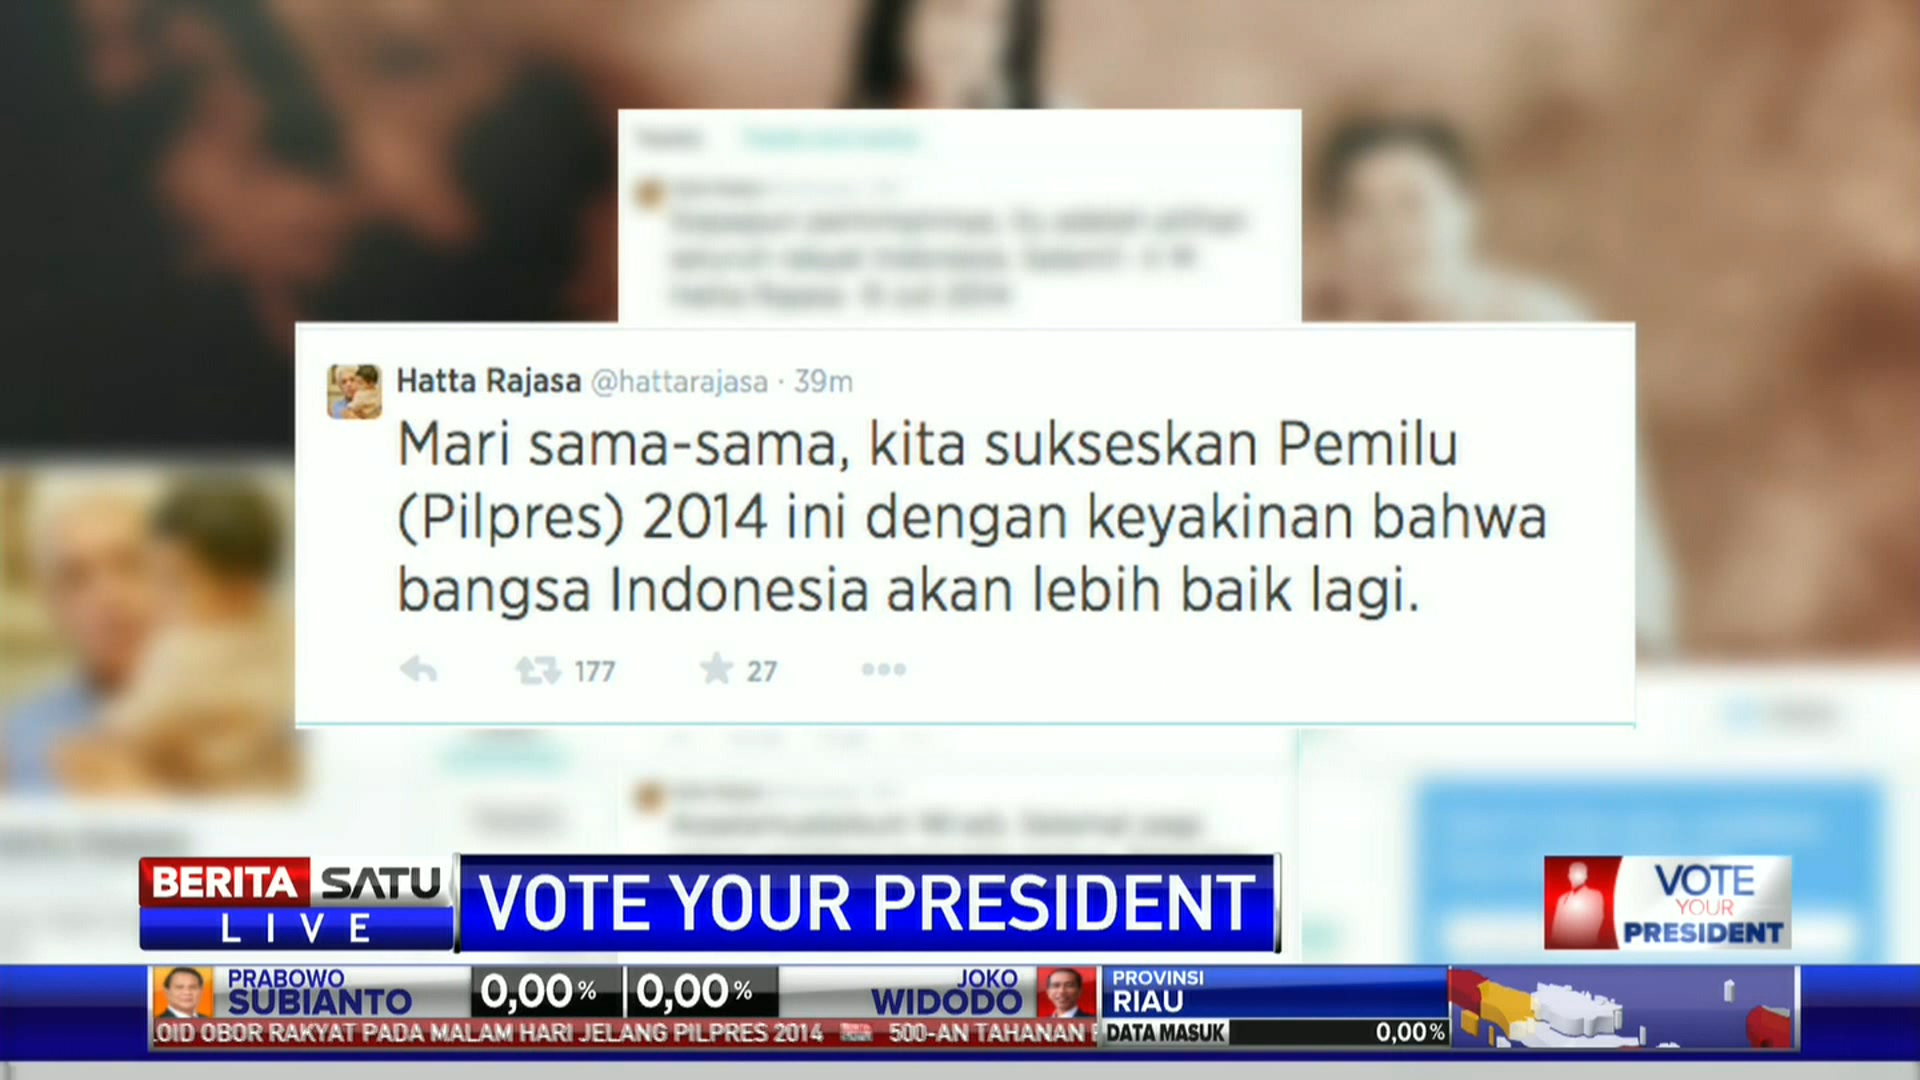 Hatta Rajasa @hattarajasa · 39m
Mari sama-sama, kita sukseskan Pemilu
(Pilpres) 2014 ini dengan keyakinan bahwa
bangsa Indonesia akan lebih baik lagi.
177 27
BERITA SATU
LIVE
VOTE YOUR PRESIDENT
VOTE
YOUR
PRESIDENT
PRABOWO
SUBIANTO
0,00% 0,00%
JOKO
WIDODO
PROVINSI
RIAU
DATA MASUK 0,00%
OID OBOR RAKYAT PADA MALAM HARI JELANG PILPRES 2014 500-AN TAHANAN